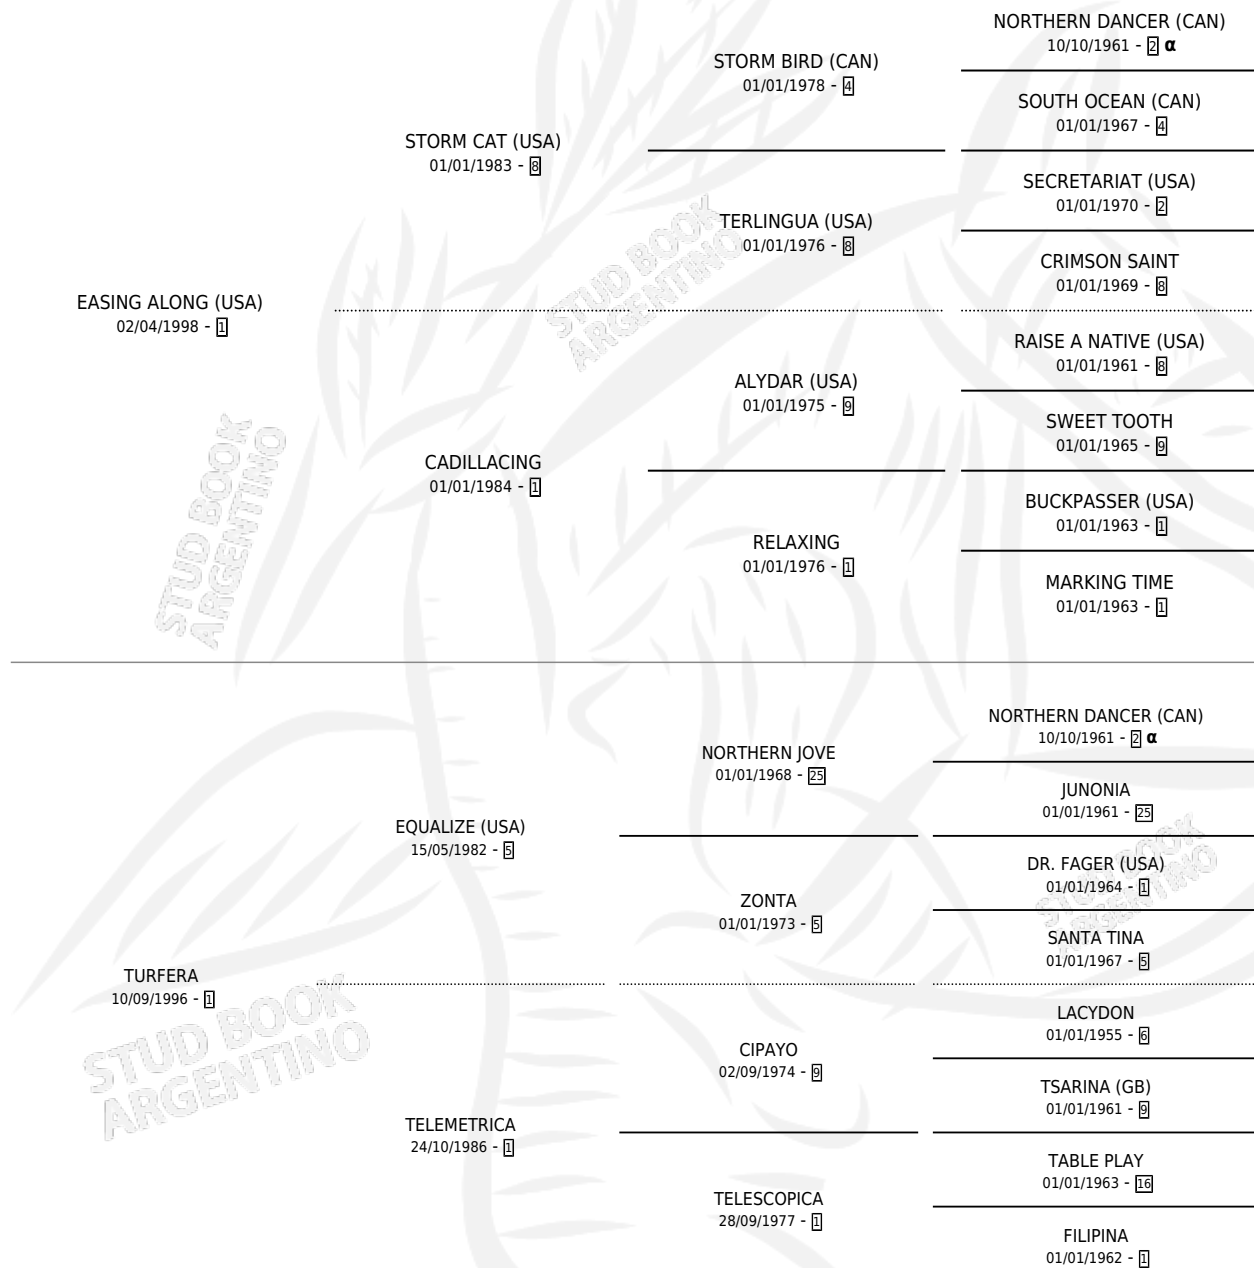 NORTHERN DANCER (CAN)
10/10/1961 - 2 α
STORM BIRD (CAN)
01/01/1978 - 4
SOUTH OCEAN (CAN)
01/01/1967 - 4
STORM CAT (USA)
01/01/1983 - 8
SECRETARIAT (USA)
01/01/1970 - 2
TERLINGUA (USA)
01/01/1976 - 8
CRIMSON SAINT
01/01/1969 - 8
EASING ALONG (USA)
02/04/1998 - 1
RAISE A NATIVE (USA)
01/01/1961 - 8
ALYDAR (USA)
01/01/1975 - 9
SWEET TOOTH
01/01/1965 - 9
CADILLACING
01/01/1984 - 1
BUCKPASSER (USA)
01/01/1963 - 1
RELAXING
01/01/1976 - 1
MARKING TIME
01/01/1963 - 1
STUD BOOK
ARGENTINO
STUD BOOK
ARGENTINO
NORTHERN DANCER (CAN)
10/10/1961 - 2 α
NORTHERN JOVE
01/01/1968 - 25
JUNONIA
01/01/1961 - 25
EQUALIZE (USA)
15/05/1982 - 5
DR. FAGER (USA)
01/01/1964 - 1
ZONTA
01/01/1973 - 5
SANTA TINA
01/01/1967 - 5
TURFERA
10/09/1996 - 1
LACYDON
01/01/1955 - 6
CIPAYO
02/09/1974 - 9
TSARINA (GB)
01/01/1961 - 9
TELEMETRICA
24/10/1986 - 1
TABLE PLAY
01/01/1963 - 16
TELESCOPICA
28/09/1977 - 1
FILIPINA
01/01/1962 - 1
STUD BOOK
ARGENTINO
STUD BOOK
ARGENTINO